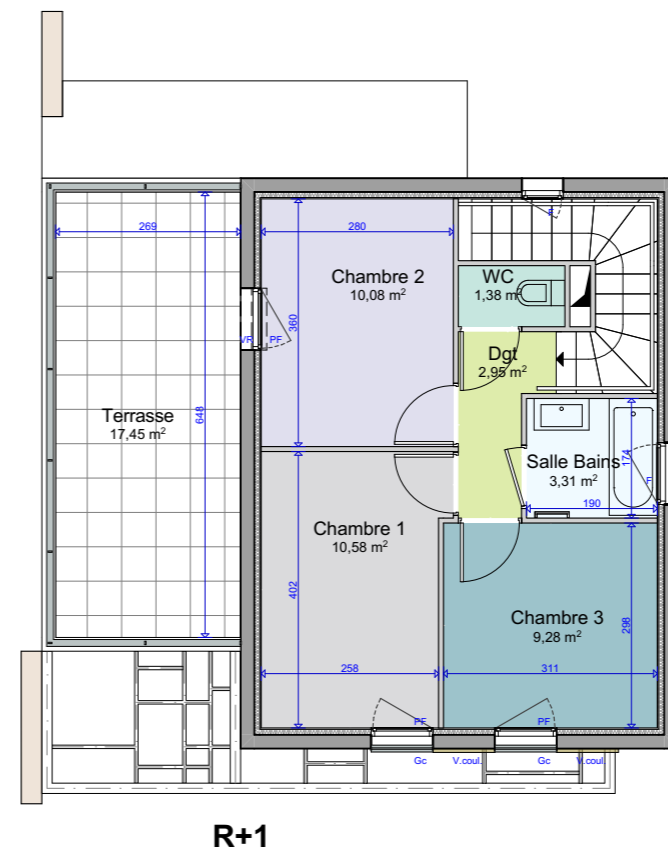 F
269
280
Chambre 2
10,08 m²
WC
1,38 m²
360
VR
PF
Dgt
2,95 m²
Terrasse
17,45 m²
648
Salle Bains
3,31 m²
174
F
190
Chambre 1
10,58 m²
402
Chambre 3
9,28 m²
298
258
311
PF
PF
Gc
V.coul.
Gc
V.coul.
R+1